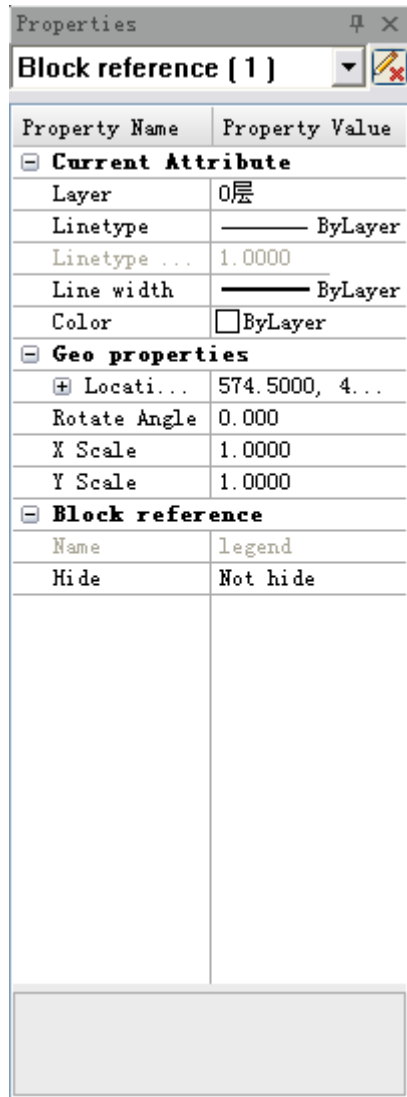 Properties
Block reference ( 1 )
Property Name Property Value
Current Attribute
Layer 0层
Linetype ByLayer
Linetype ... 1.0000
Line width ByLayer
Color ByLayer
Geo properties
Locati... 574.5000, 4...
Rotate Angle 0.000
X Scale 1.0000
Y Scale 1.0000
Block reference
Name legend
Hide Not hide